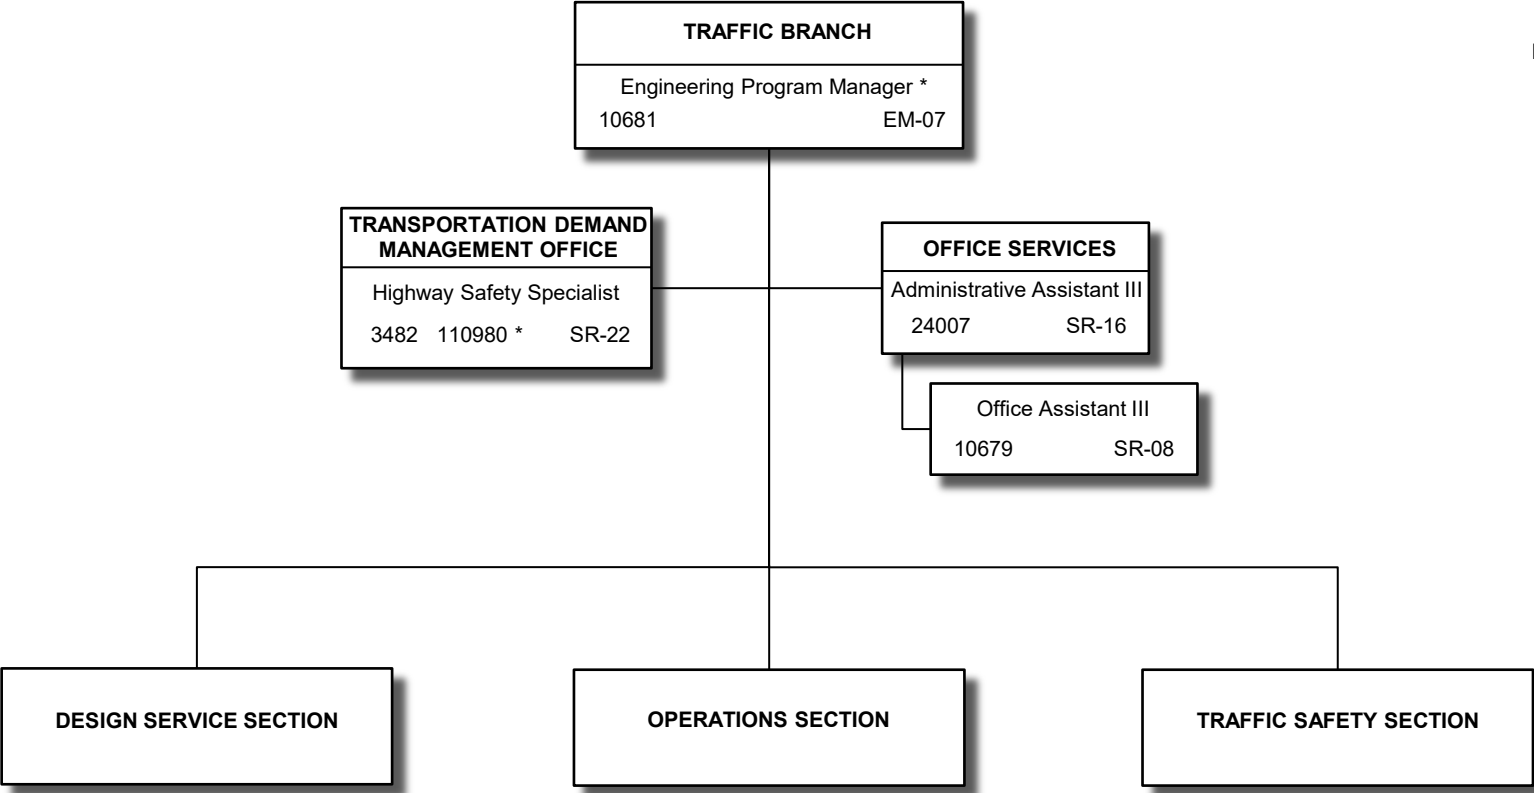 TRAFFIC BRANCH
Engineering Program Manager *
10681 EM-07
TRANSPORTATION DEMAND
MANAGEMENT OFFICE
Highway Safety Specialist
3482 110980 * SR-22
OFFICE SERVICES
Administrative Assistant III
24007 SR-16
Office Assistant III
10679 SR-08
DESIGN SERVICE SECTION
OPERATIONS SECTION
TRAFFIC SAFETY SECTION